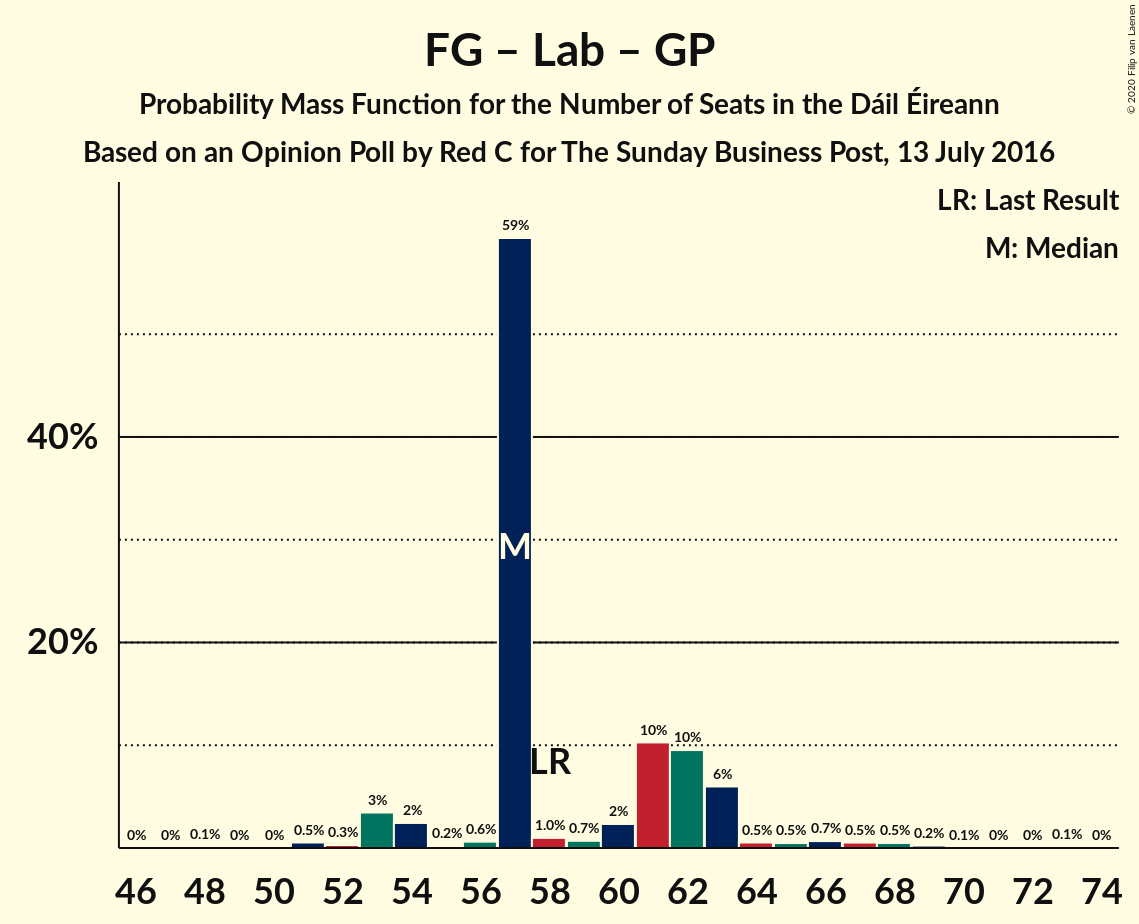 FG – Lab – GP
Probability Mass Function for the Number of Seats in the Dáil Éireann
Based on an Opinion Poll by Red C for The Sunday Business Post, 13 July 2016
© 2020 Filip van Laenen
LR: Last Result
M: Median
59%
40%
M
20%
LR
10%
10%
6%
3%
2%
2%
0% 0% 0.1% 0% 0% 0.5% 0.3% 0.2% 0.6% 1.0% 0.7% 0.5% 0.5% 0.7% 0.5% 0.5% 0.2% 0.1% 0% 0% 0.1% 0%
46 48 50 52 54 56 58 60 62 64 66 68 70 72 74